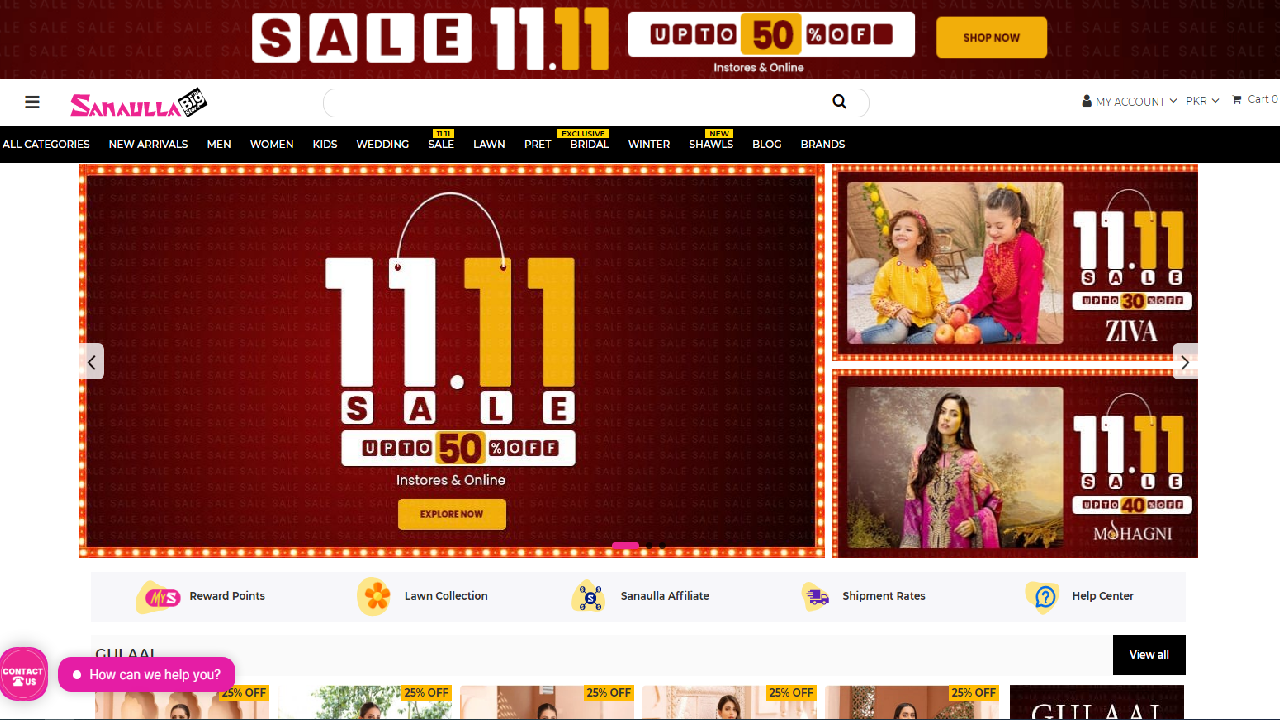 SALE 11.11 UPTO 50 %OF
SHOP NOW
Instores & Online
SANAULLA BIG
MY ACCOUNT PKR Cart 0
11.11 EXCLUSIVE NEW
ALL CATEGORIES NEW ARRIVALS MEN WOMEN KIDS WEDDING SALE LAWN PRET BRIDAL WINTER SHAWLS BLOG BRANDS
11.11
SALE
UPTO 50 %OFF
Instores & Online
EXPLORE NOW
11.11
SALE
UPTO 30 %OFF
ZIVA
11.11
SALE
UPTO 40 %OFF
MOHAGNI
MYS Reward Points
Lawn Collection
Sanaulla Affiliate
Shipment Rates
Help Center
GULAAL
View all
CONTACT
US
How can we help you?
25% OFF
25% OFF
25% OFF
25% OFF
25% OFF
GULAAL